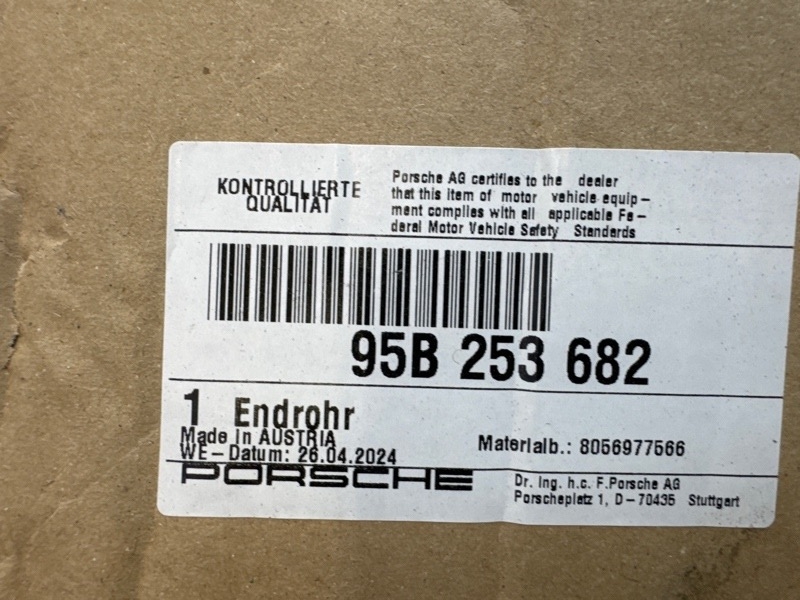 KONTROLLIERTE
QUALITÄT
Porsche AG certifies to the dealer
that this item of motor vehicle equip-
ment complies with all applicable Fe-
deral Motor Vehicle Safety Standards
95B 253 682
1 Endrohr
Made in AUSTRIA
WE-Datum: 26.04.2024
Materialb.: 8056977566
PORSCHE
Dr. Ing. h.c. F.Porsche AG
Porscheplatz 1, D-70435 Stuttgart